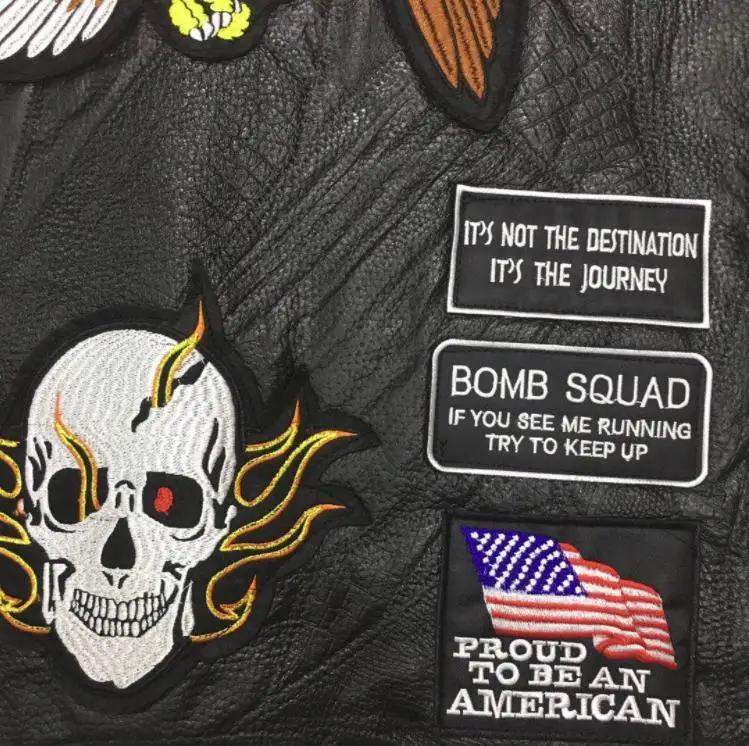 IT'S NOT THE DESTINATION
IT'S THE JOURNEY
BOMB SQUAD
IF YOU SEE ME RUNNING
TRY TO KEEP UP
PROUD
TO BE AN
AMERICAN